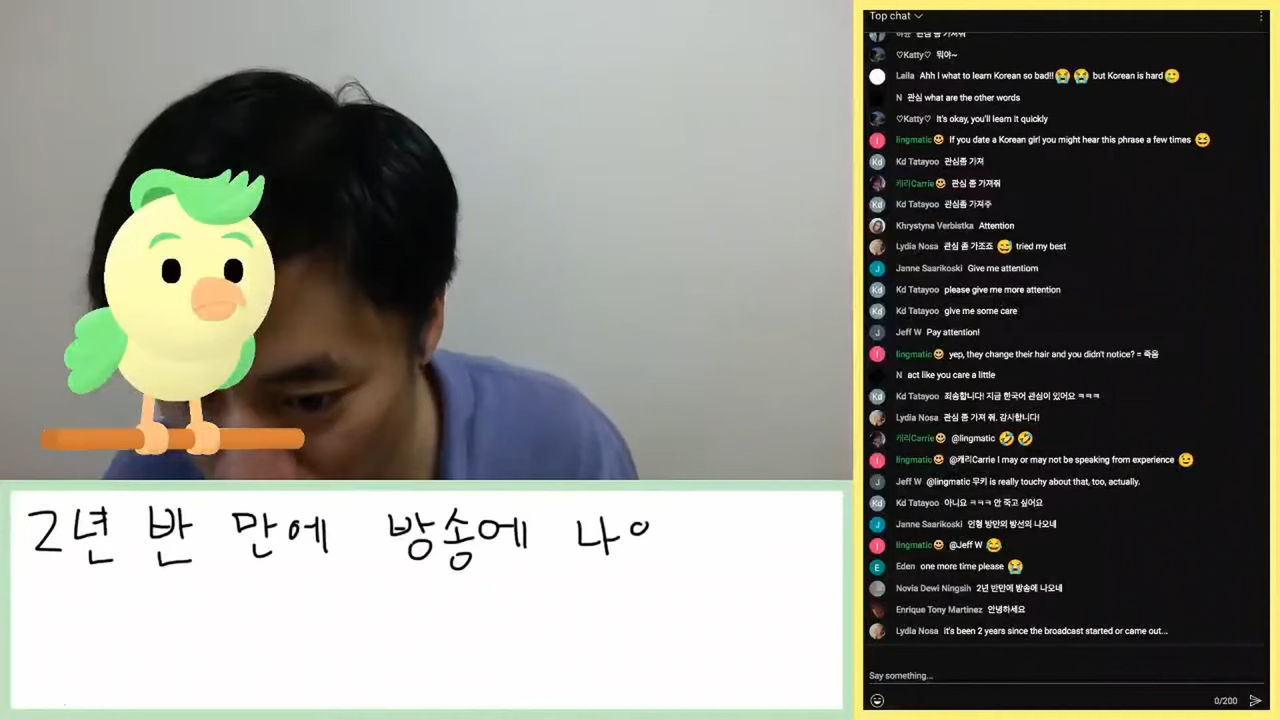 Top chat
♡Katty♡ 뭐야~
Laila Ahh I what to learn Korean so bad!!😭😭 but Korean is hard🥲
N 관심 what are the other words
♡Katty♡ It's okay, you'll learn it quickly
lingmatic If you date a Korean girl you might hear this phrase a few times 😆
Kd Tatayoo 관심좀 가져
캐리Carrie 관심 좀 가져줘
Kd Tatayoo 관심좀 가져주
Khrystyna Verbistka Attention
Lydia Nosa 관심 좀 가조죠 😅 tried my best
Janne Saarikoski Give me attentiom
Kd Tatayoo please give me more attention
Kd Tatayoo give me some care
Jeff W Pay attention!
lingmatic yep, they change their hair and you didn't notice? = 죽음
N act like you care a little
Kd Tatayoo 죄송합니다! 지금 한국어 관심이 있어요 ㅋㅋㅋ
Lydia Nosa 관심 좀 가져 줘. 감사합니다!
캐리Carrie @lingmatic 🤣🤣
lingmatic @캐리Carrie I may or may not be speaking from experience 😉
Jeff W @lingmatic 무키 is really touchy about that, too, actually.
Kd Tatayoo 아니요 ㅋㅋㅋ 안 죽고 싶어요
Janne Saarikoski 인형 방만의 방선의 나오네
lingmatic @Jeff W 😂
Eden one more time please 😭
Novia Dewi Ningsih 2년 반만에 방송에 나오네
Enrique Tony Martinez 안녕하세요
Lydia Nosa it's been 2 years since the broadcast started or came out...
Say something...
0/200
2년 반 만에 방송에 나ㅇ